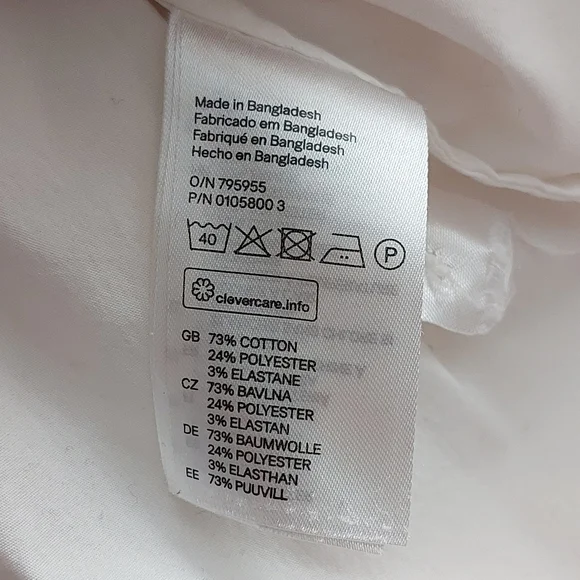 Made in Bangladesh
Fabricado em Bangladesh
Fabriqué en Bangladesh
Hecho en Bangladesh
O/N 795955
P/N 0105800 3
40 P
clevercare.info
GB 73% COTTON
24% POLYESTER
3% ELASTANE
CZ 73% BAVLNA
24% POLYESTER
3% ELASTAN
DE 73% BAUMWOLLE
24% POLYESTER
3% ELASTHAN
EE 73% PUUVILL